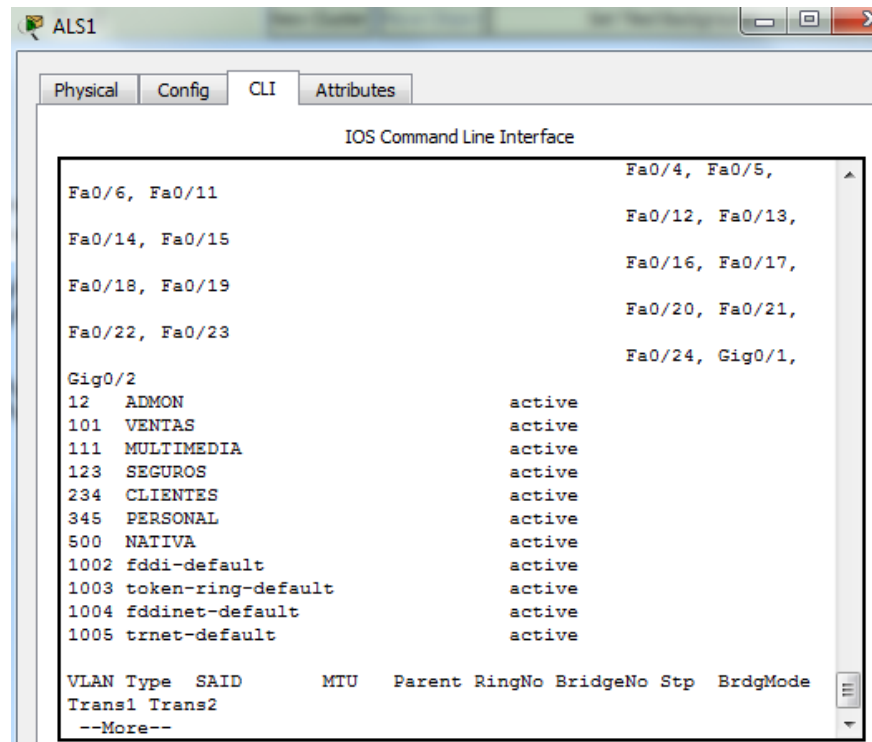 ALS1
Physical Config CLI Attributes
IOS Command Line Interface
Fa0/4, Fa0/5,
Fa0/6, Fa0/11
Fa0/12, Fa0/13,
Fa0/14, Fa0/15
Fa0/16, Fa0/17,
Fa0/18, Fa0/19
Fa0/20, Fa0/21,
Fa0/22, Fa0/23
Fa0/24, Gig0/1,
Gig0/2
12 ADMON active
101 VENTAS active
111 MULTIMEDIA active
123 SEGUROS active
234 CLIENTES active
345 PERSONAL active
500 NATIVA active
1002 fddi-default active
1003 token-ring-default active
1004 fddinet-default active
1005 trnet-default active
VLAN Type SAID MTU Parent RingNo BridgeNo Stp BrdgMode
Trans1 Trans2
--More--